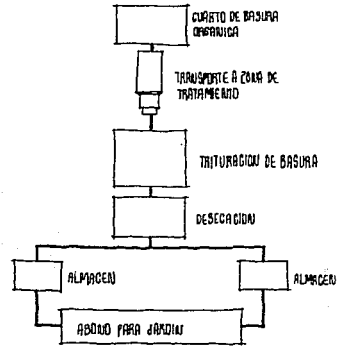 CUARTO DE BASURA
ORGANICA
TRANSPORTE A ZONA DE
TRATAMIENTO
TRITURACION DE BASURA
DESECACION
ALMACEN
ALMACEN
ABONO PARA JARDIN